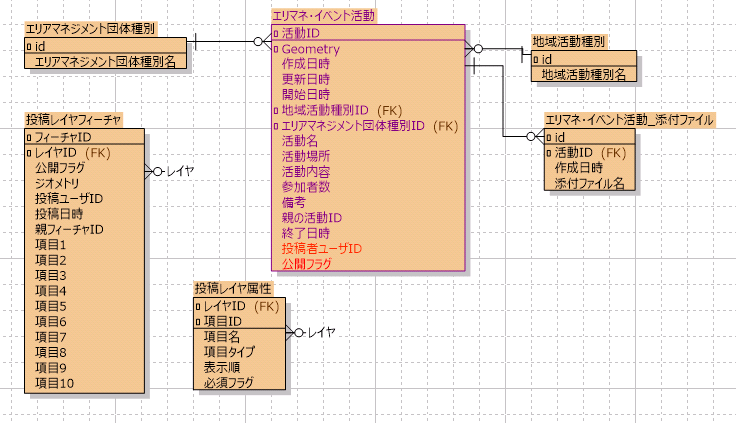 エリアマネジメント団体種別
id
エリアマネジメント団体種別名
エリマネ・イベント活動
活動ID
Geometry
作成日時
更新日時
開始日時
地域活動種別ID (FK)
エリアマネジメント団体種別ID (FK)
活動名
活動場所
活動内容
参加者数
備考
親の活動ID
終了日時
投稿者ユーザID
公開フラグ
地域活動種別
id
地域活動種別名
エリマネ・イベント活動_添付ファイル
id
活動ID (FK)
作成日時
添付ファイル名
投稿レイヤフィーチャ
フィーチャID
レイヤID (FK)
公開フラグ
ジオメトリ
投稿ユーザID
投稿日時
親フィーチャID
項目1
項目2
項目3
項目4
項目5
項目6
項目7
項目8
項目9
項目10
レイヤ
投稿レイヤ属性
レイヤID (FK)
項目ID
項目名
項目タイプ
表示順
必須フラグ
レイヤ